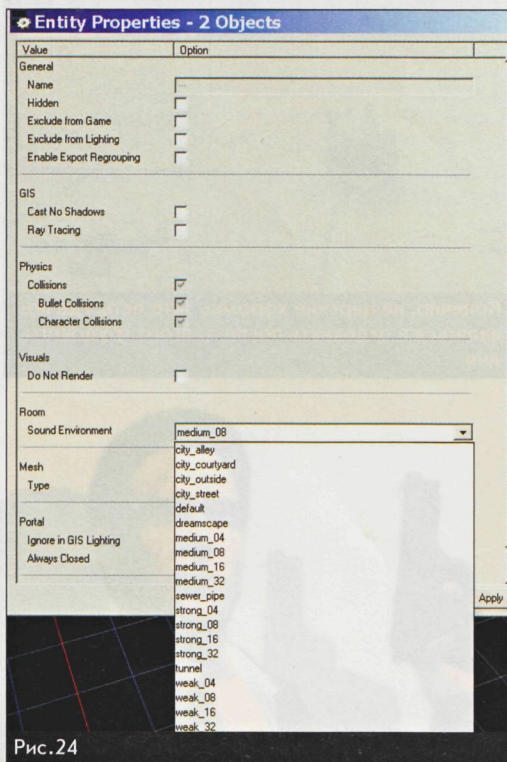 Entity Properties - 2 Objects
Value Option
General
Name ...
Hidden
Exclude from Game
Exclude from Lighting
Enable Export Regrouping
GIS
Cast No Shadows
Ray Tracing
Physics
Collisions
Bullet Collisions
Character Collisions
Visuals
Do Not Render
Room
Sound Environment medium_08
city_alley
city_courtyard
city_outside
city_street
default
dreamscape
medium_04
medium_08
medium_16
medium_32
sewer_pipe
strong_04
strong_08
strong_16
strong_32
tunnel
weak_04
weak_08
weak_16
weak_32
Mesh
Type
Portal
Ignore in GIS Lighting
Always Closed
Apply
Рис.24